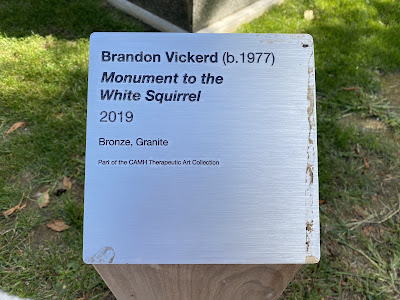 Brandon Vickerd (b.1977)
Monument to the
White Squirrel
2019
Bronze, Granite
Part of the CAMH Therapeutic Art Collection